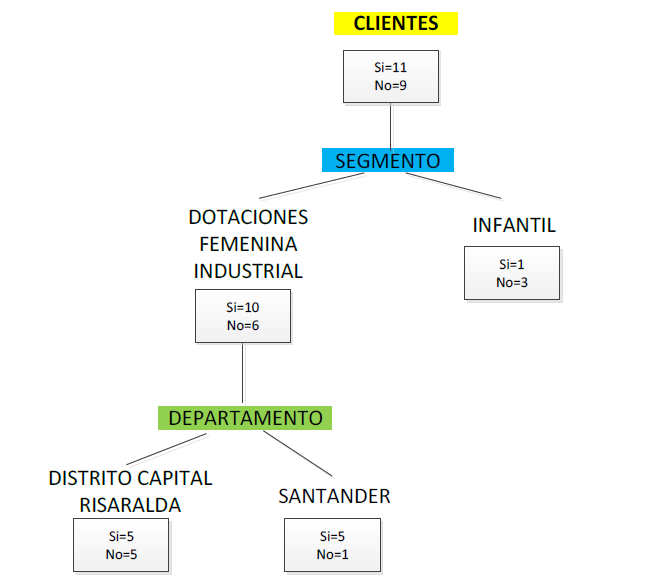 CLIENTES
Si=11
No=9
SEGMENTO
DOTACIONES
FEMENINA
INDUSTRIAL
Si=10
No=6
INFANTIL
Si=1
No=3
DEPARTAMENTO
DISTRITO CAPITAL
RISARALDA
Si=5
No=5
SANTANDER
Si=5
No=1